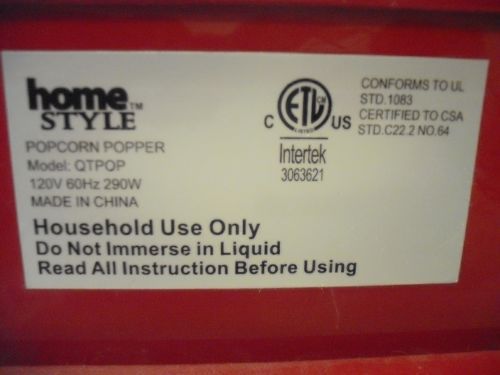 home™
STYLE
POPCORN POPPER
Model: QTPOP
120V 60Hz 290W
MADE IN CHINA
C ETL CM US
LISTED
Intertek
3063621
CONFORMS TO UL
STD.1083
CERTIFIED TO CSA
STD.C22.2 NO.64
Household Use Only
Do Not Immerse in Liquid
Read All Instruction Before Using